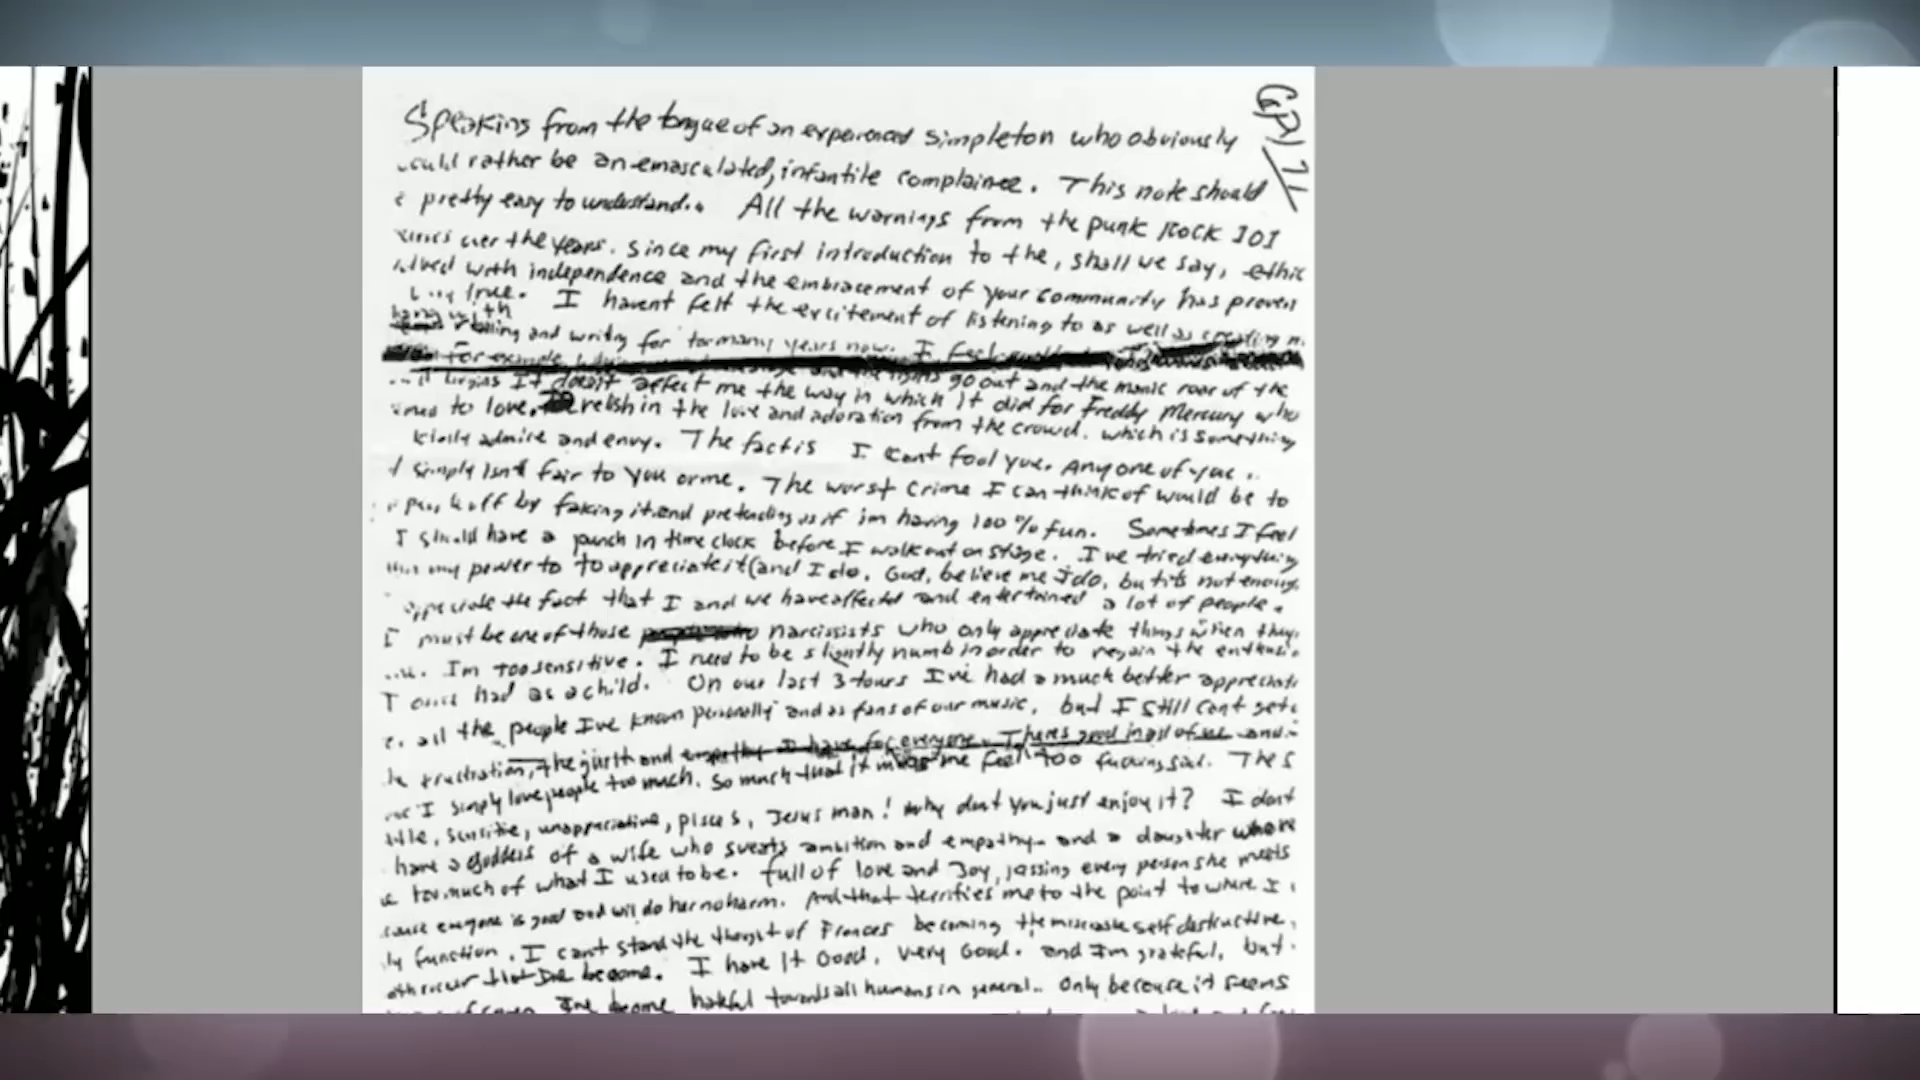 Speaking from the tongue of an experienced simpleton who obviously
would rather be an emasculated, infantile complainee. This note should
pretty easy to understand.. All the warnings from the punk Rock 101
over the years. Since my first introduction to the, shall we say, ethic
with independence and the embracement of your community has proven
true. I havent felt the excitement of listening to as well as creating
with
and writing for too many years now. I feel
For example
It doesnt affect me the way in which it did for Freddy Mercury who
go out and the manic roar of the
to love, relish in the love and adoration from the crowd. which is something
admire and envy. The fact is I cant fool you. Any one of you.
simply isnt fair to you or me. The worst crime I can think of would be to
off by faking it and pretending as if im having 100% fun. Sometimes I feel
I should have a punch in time clock before I walk out on stage. I've tried everything
my power to to appreciate it (and I do, God, believe me I do, but its not enough
the fact that I and we have affected and entertained a lot of people.
I must be one of those narcissists who only appreciate things when they
Im too sensitive. I need to be slightly numb in order to regain the
I once had as a child. On our last 3 tours I've had a much better
all the people I've known personally and as fans of our music, but I still cant get
frustration, the guilt and empathy I have for everyone. Theres good in all of us and
I simply love people too much. So much that it makes me feel too fucking sad. The
sensitive, unappreciative, pisces, Jesus man! Why dont you just enjoy it? I dont
have a goddess of a wife who sweats ambition and empathy and a daughter
too much of what I used to be. full of love and Joy, every person she meets
everyone is good and will do her no harm. And that terrifies me to the point to where I
function. I cant stand the thought of Frances becoming the miserable self destructive,
become. I have it Good, very Good. and Im grateful, but
hateful towards all humans in general.. Only because it seems